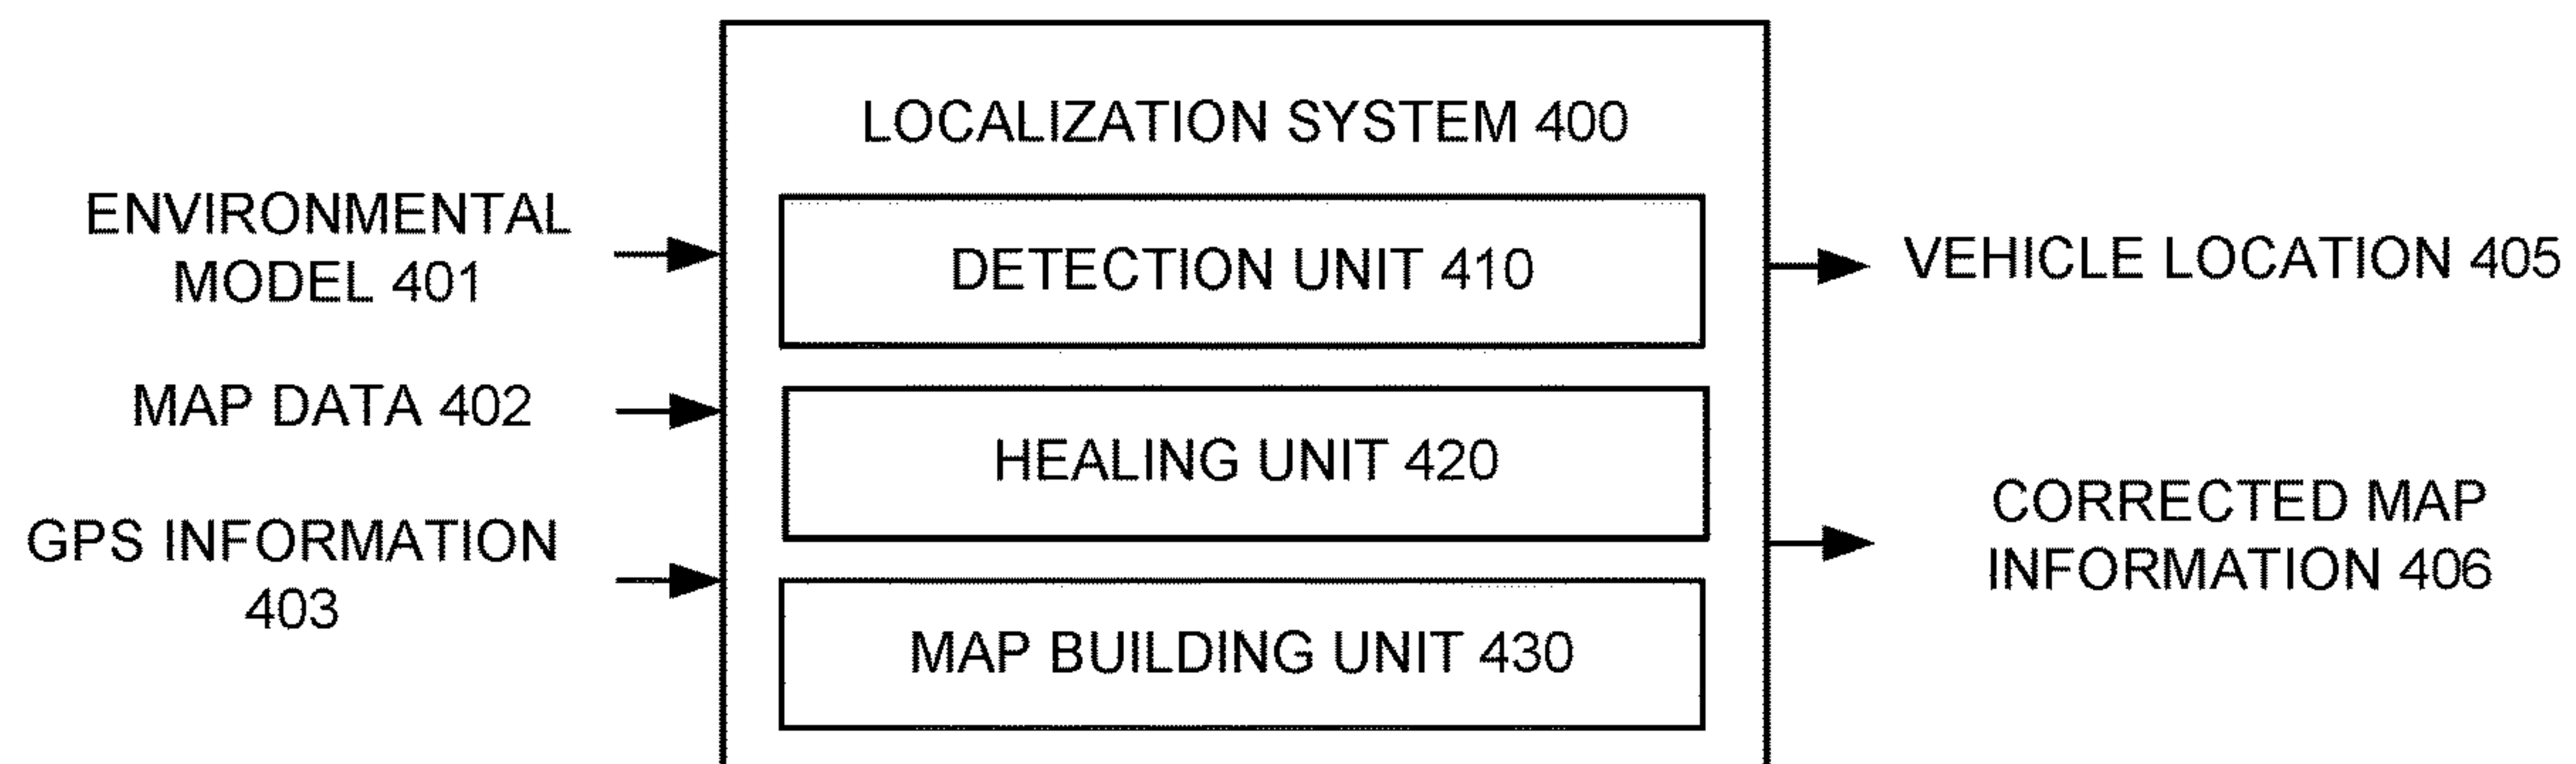 LOCALIZATION SYSTEM 400
ENVIRONMENTAL
MODEL 401
MAP DATA 402
GPS INFORMATION
403
DETECTION UNIT 410
HEALING UNIT 420
MAP BUILDING UNIT 430
VEHICLE LOCATION 405
CORRECTED MAP
INFORMATION 406